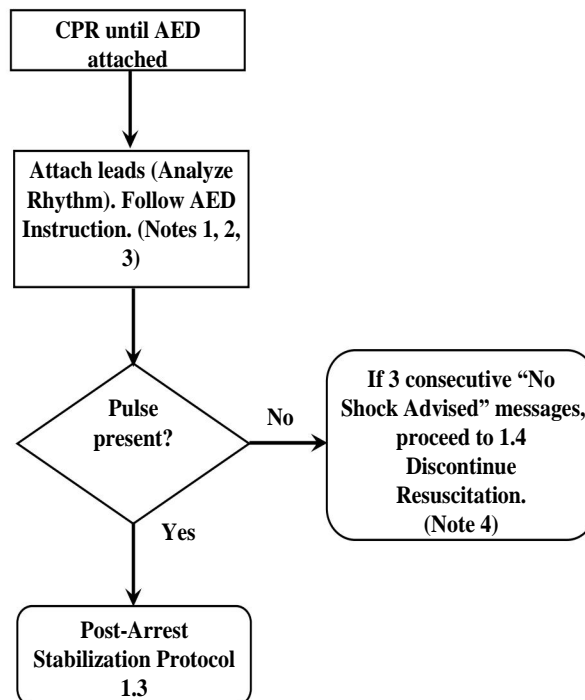 CPR until AED
attached
Attach leads (Analyze
Rhythm). Follow AED
Instruction. (Notes 1, 2,
3)
Pulse
present?
No
If 3 consecutive “No
Shock Advised” messages,
proceed to 1.4
Discontinue
Resuscitation.
(Note 4)
Yes
Post-Arrest
Stabilization Protocol
1.3